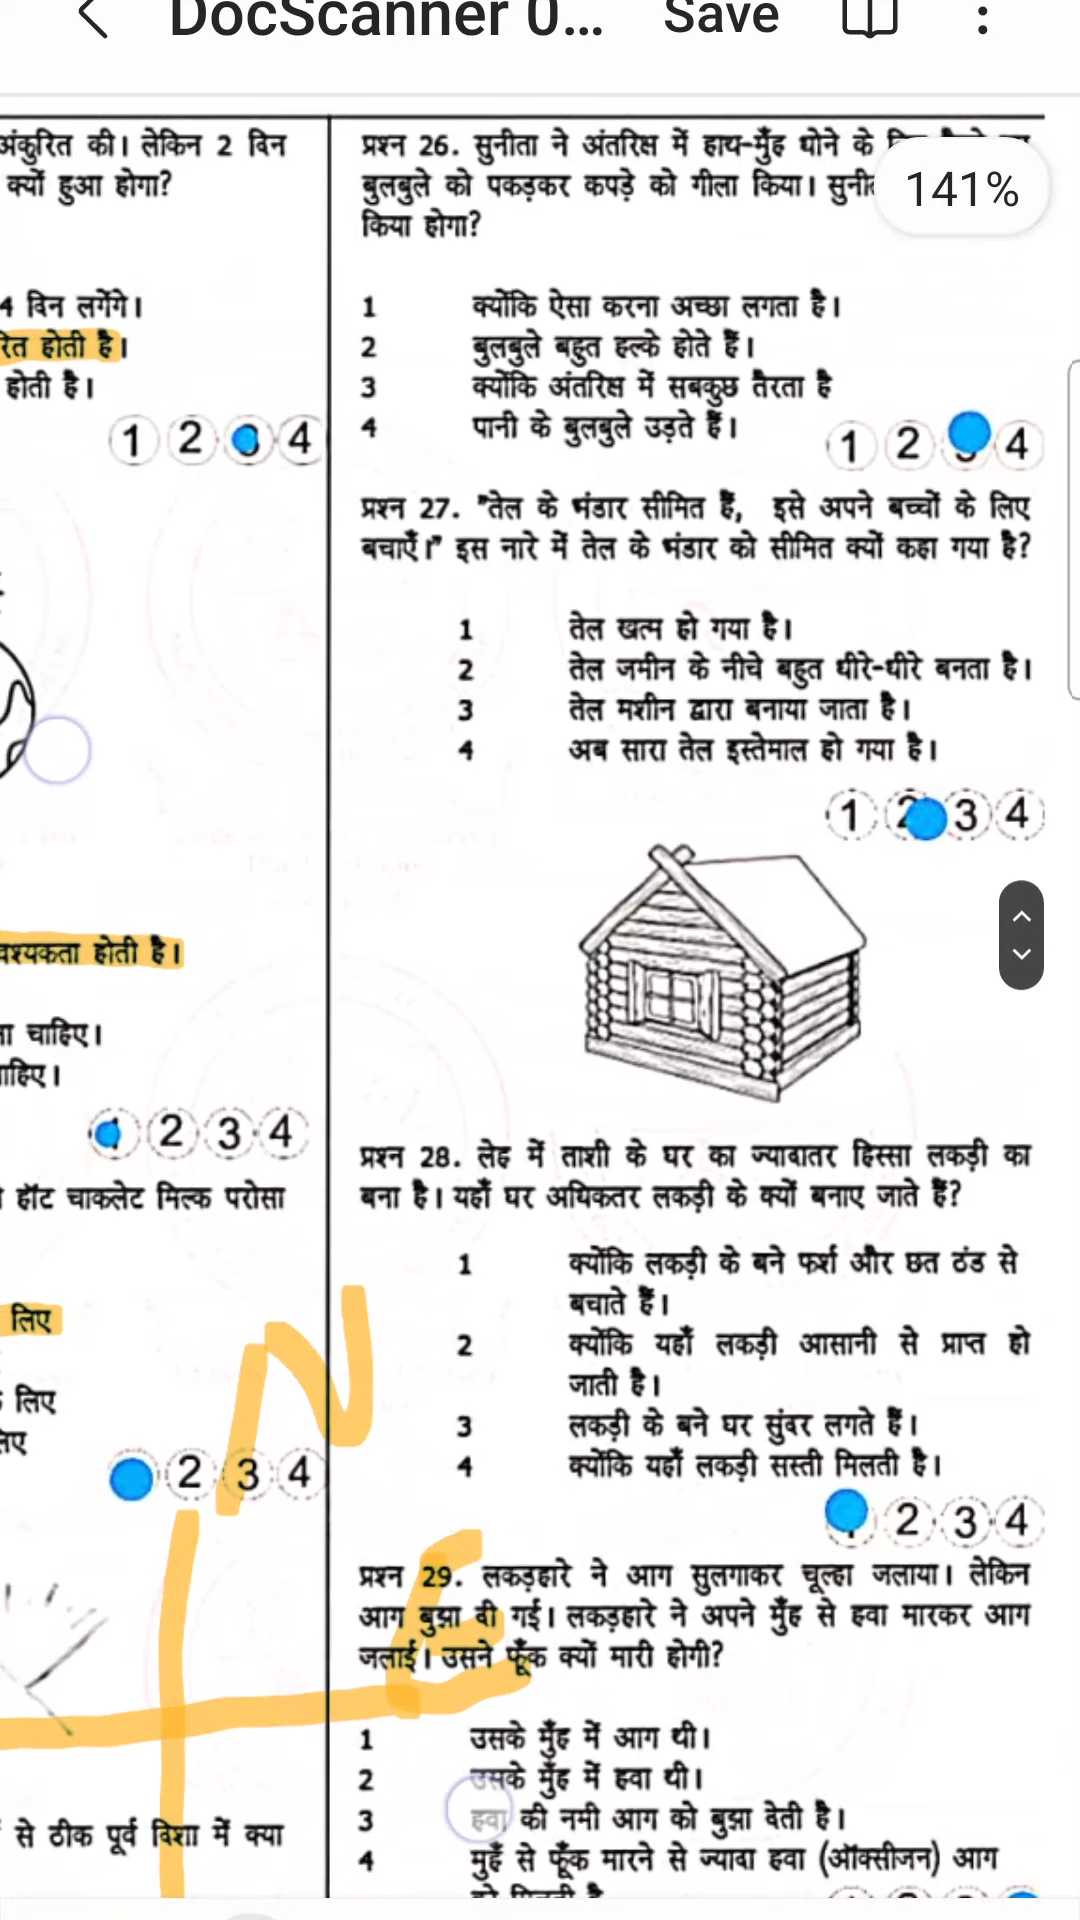 DocScanner 0... Save
141%
अंकुरित की। लेकिन 2 दिन
क्यों हुआ होगा?
4 दिन लगेंगे।
रित होती है।
होती है।
1 2 3 4
वश्यकता होती है।
ा चाहिए।
ाहिए।
2 3 4
हॉट चाकलेट मिल्क परोसा
लिए
लिए
2 3 4
N
E
से ठीक पूर्व दिशा में क्या
प्रश्न 26. सुनीता ने अंतरिक्ष में हाथ-मुँह धोने के
बुलबुले को पकड़कर कपड़े को गीला किया।
किया होगा?
1 क्योंकि ऐसा करना अच्छा लगता है।
2 बुलबुले बहुत हल्के होते हैं।
3 क्योंकि अंतरिक्ष में सबकुछ तैरता है
4 पानी के बुलबुले उड़ते हैं।
1 2 3 4
प्रश्न 27. "तेल के भंडार सीमित हैं, इसे अपने बच्चों के लिए
बचाएँ।" इस नारे में तेल के भंडार को सीमित क्यों कहा गया है?
1 तेल खत्म हो गया है।
2 तेल जमीन के नीचे बहुत धीरे-धीरे बनता है।
3 तेल मशीन द्वारा बनाया जाता है।
4 अब सारा तेल इस्तेमाल हो गया है।
1 2 3 4
प्रश्न 28. लेह में ताशी के घर का ज्यादातर हिस्सा लकड़ी का
बना है। यहाँ घर अधिकतर लकड़ी के क्यों बनाए जाते हैं?
1 क्योंकि लकड़ी के बने फर्श और छत ठंड से
बचाते हैं।
2 क्योंकि यहाँ लकड़ी आसानी से प्राप्त हो
जाती है।
3 लकड़ी के बने घर सुंदर लगते हैं।
4 क्योंकि यहाँ लकड़ी सस्ती मिलती है।
2 3 4
प्रश्न 29. लकड़हारे ने आग सुलगाकर चूल्हा जलाया। लेकिन
आग बुझा दी गई। लकड़हारे ने अपने मुँह से हवा मारकर आग
जलाई। उसने फूँक क्यों मारी होगी?
1 उसके मुँह में आग थी।
2 उसके मुँह में हवा थी।
3 हवा की नमी आग को बुझा देती है।
4 मुहँ से फूँक मारने से ज्यादा हवा (ऑक्सीजन) आग